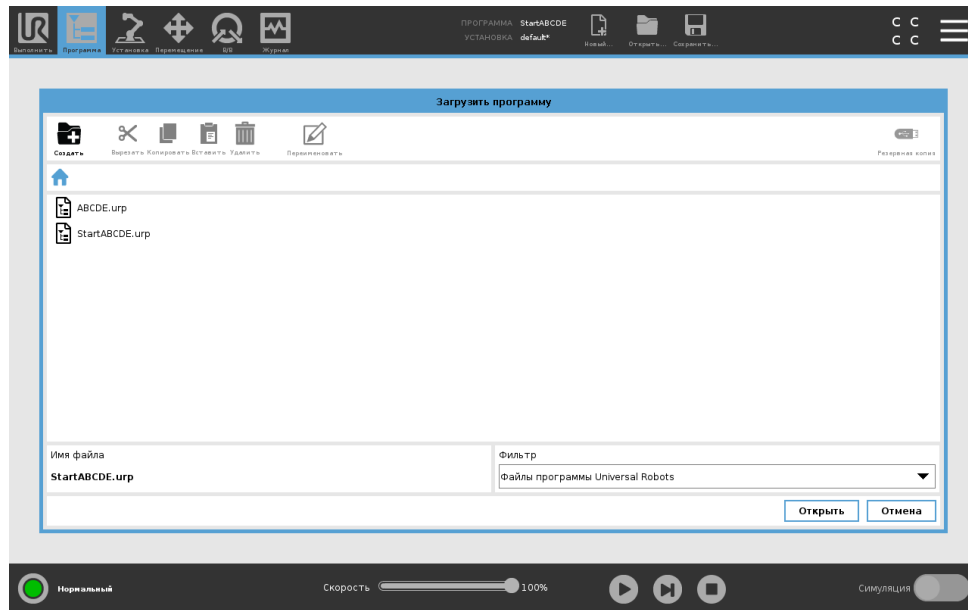 ПРОГРАММА StartABCDE
УСТАНОВКА default*
C C
C C
Выполнить Программа Установка Перемещение В/В Журнал Новый... Открыть... Сохранить...
Загрузить программу
Создать Вырезать Копировать Вставить Удалить Переименовать Резервная копия
ABCDE.urp
StartABCDE.urp
Имя файла Фильтр
StartABCDE.urp Файлы программы Universal Robots
Открыть Отмена
Нормальный Скорость 100% Симуляция